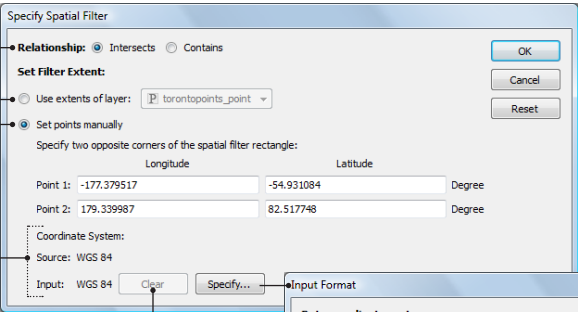 Specify Spatial Filter
Relationship: Intersects Contains
OK
Set Filter Extent:
Cancel
Use extents of layer: P torontopoints_point
Reset
Set points manually
Specify two opposite corners of the spatial filter rectangle:
Longitude Latitude
Point 1: -177.379517 -54.931084 Degree
Point 2: 179.339987 82.517748 Degree
Coordinate System:
Source: WGS 84
Input: WGS 84 Clear Specify...
Input Format